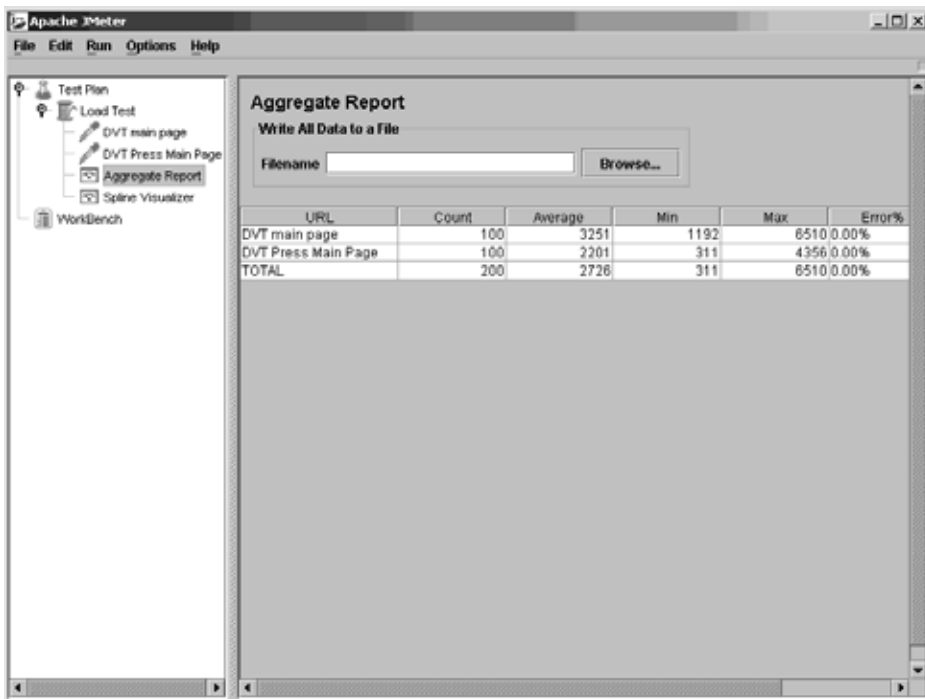 Apache JMeter
File Edit Run Options Help
Test Plan
Load Test
DVT main page
DVT Press Main Page
Aggregate Report
Spline Visualizer
WorkBench
Aggregate Report
Write All Data to a File
Filename Browse...
URL Count Average Min Max Error%
DVT main page 100 3251 1192 6510 0.00%
DVT Press Main Page 100 2201 311 4356 0.00%
TOTAL 200 2726 311 6510 0.00%